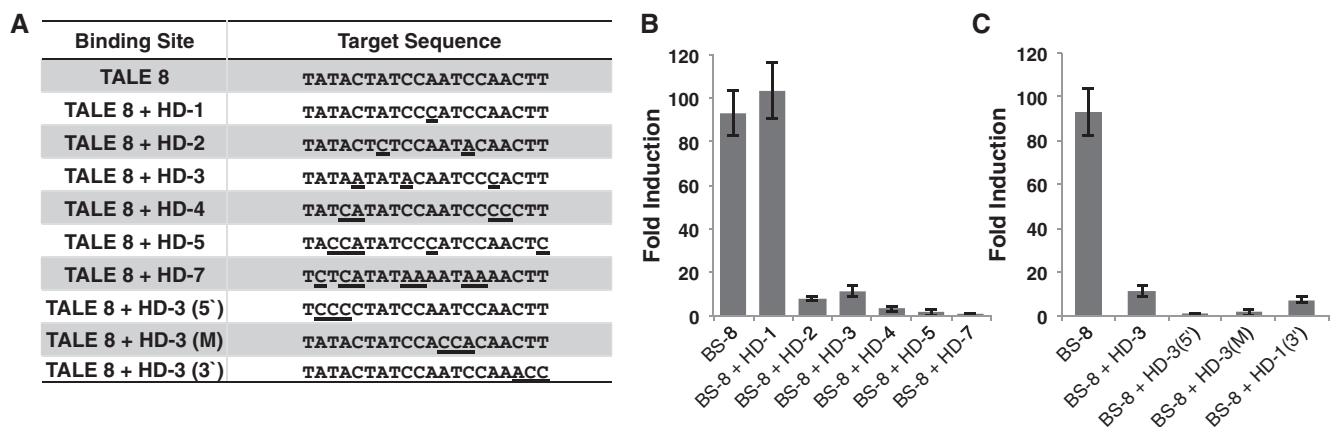 A
Binding Site Target Sequence
TALE 8 TATACTATCCAATCCAACTT
TALE 8 + HD-1 TATACTATCCCATCCAACTT
TALE 8 + HD-2 TATACTCTCCAATACAACTT
TALE 8 + HD-3 TATAATATACAATCCCACTT
TALE 8 + HD-4 TATCATATCCAATCCCCCTT
TALE 8 + HD-5 TACCATATCCCATCCAACTC
TALE 8 + HD-7 TCTCATATAAAATAAAACTT
TALE 8 + HD-3 (5`) TCCCCTATCCAATCCAACTT
TALE 8 + HD-3 (M) TATACTATCCACCACAACTT
TALE 8 + HD-3 (3`) TATACTATCCAATCCAAACC
B
Fold Induction
120
100
80
60
40
20
0
BS-8
BS-8 + HD-1
BS-8 + HD-2
BS-8 + HD-3
BS-8 + HD-4
BS-8 + HD-5
BS-8 + HD-7
C
Fold Induction
120
100
80
60
40
20
0
BS-8
BS-8 + HD-3
BS-8 + HD-3(5')
BS-8 + HD-3(M)
BS-8 + HD-1(3')